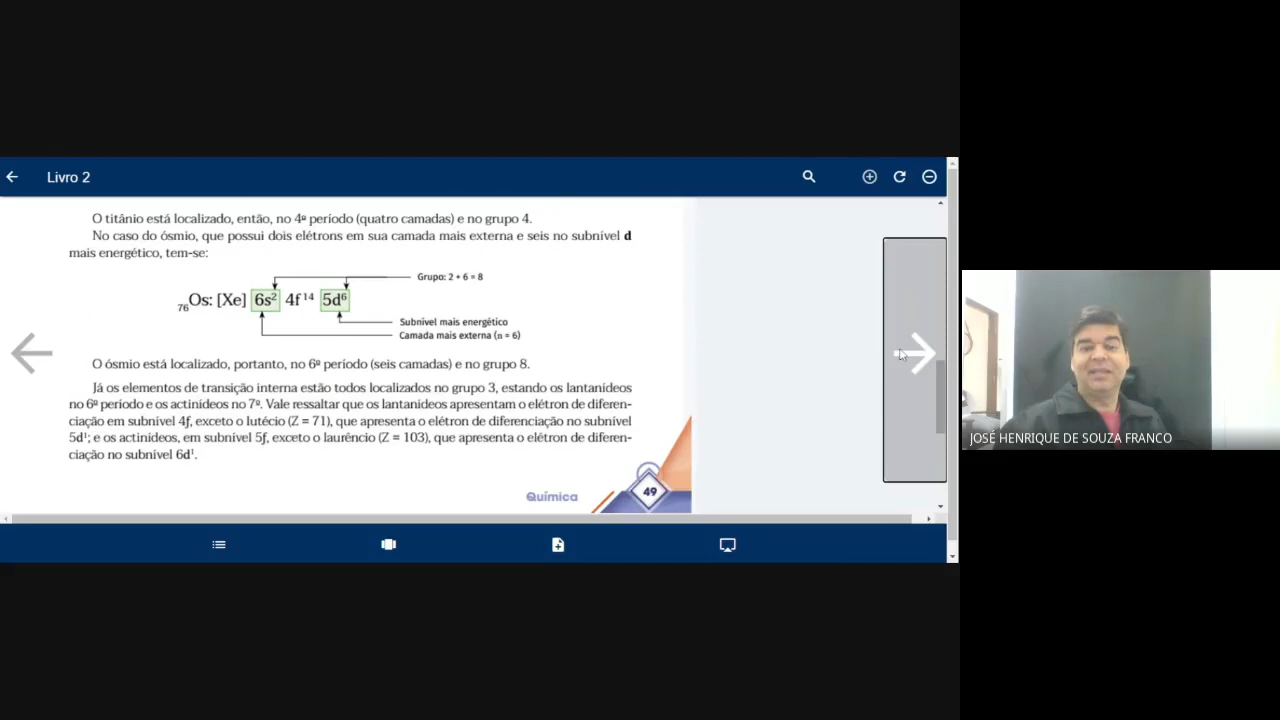 Livro 2
O titânio está localizado, então, no 4º período (quatro camadas) e no grupo 4.
No caso do ósmio, que possui dois elétrons em sua camada mais externa e seis no subnível d
mais energético, tem-se:
Grupo: 2 + 6 = 8
₇₆Os: [Xe] 6s² 4f¹⁴ 5d⁶
Subnível mais energético
Camada mais externa (n = 6)
O ósmio está localizado, portanto, no 6º período (seis camadas) e no grupo 8.
Já os elementos de transição interna estão todos localizados no grupo 3, estando os lantanídeos
no 6º período e os actinídeos no 7º. Vale ressaltar que os lantanídeos apresentam o elétron de diferen-
ciação em subnível 4f, exceto o lutécio (Z = 71), que apresenta o elétron de diferenciação no subnível
5d¹; e os actinídeos, em subnível 5f, exceto o laurêncio (Z = 103), que apresenta o elétron de diferen-
ciação no subnível 6d¹.
Química
49
JOSÉ HENRIQUE DE SOUZA FRANCO